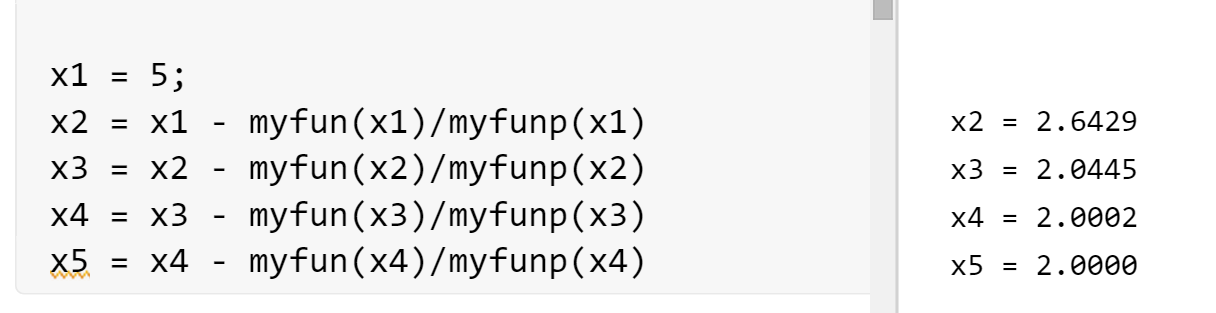 x1 = 5;
x2 = x1 - myfun(x1)/myfunp(x1)
x3 = x2 - myfun(x2)/myfunp(x2)
x4 = x3 - myfun(x3)/myfunp(x3)
x5 = x4 - myfun(x4)/myfunp(x4)
x2 = 2.6429
x3 = 2.0445
x4 = 2.0002
x5 = 2.0000